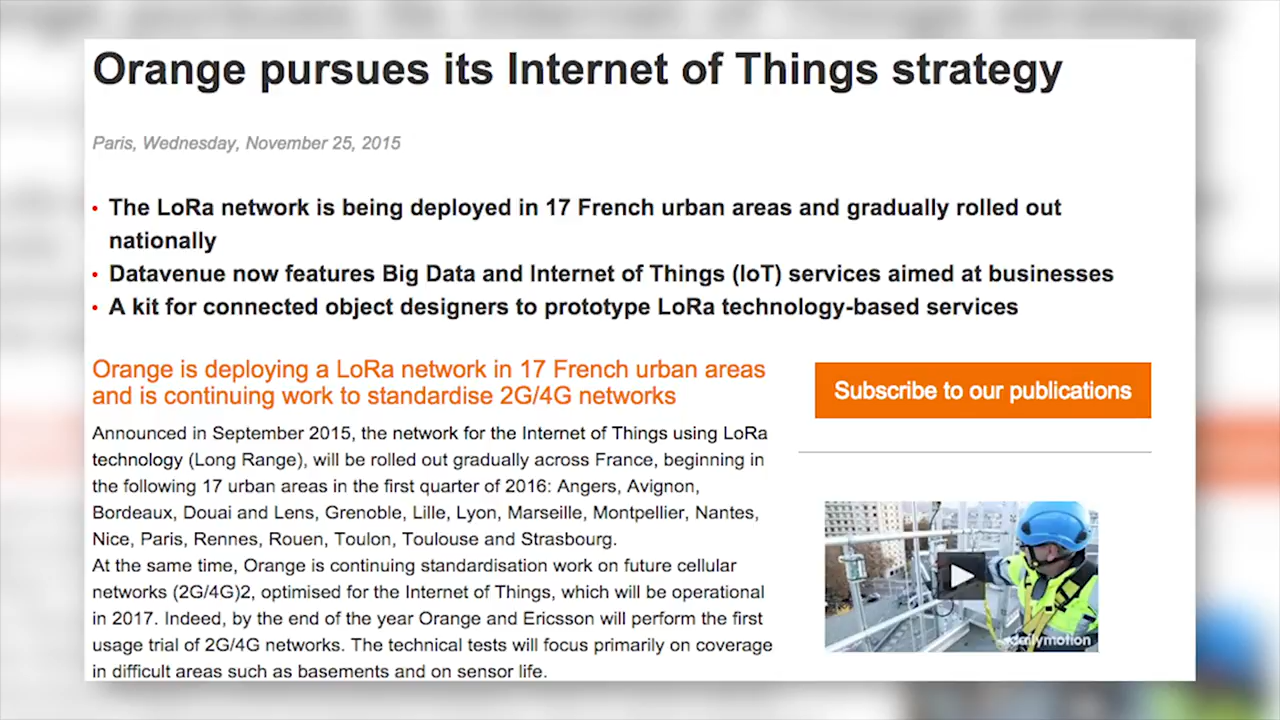 Orange pursues its Internet of Things strategy
Paris, Wednesday, November 25, 2015
• The LoRa network is being deployed in 17 French urban areas and gradually rolled out
nationally
• Datavenue now features Big Data and Internet of Things (IoT) services aimed at businesses
• A kit for connected object designers to prototype LoRa technology-based services
Orange is deploying a LoRa network in 17 French urban areas
and is continuing work to standardise 2G/4G networks
Announced in September 2015, the network for the Internet of Things using LoRa
technology (Long Range), will be rolled out gradually across France, beginning in
the following 17 urban areas in the first quarter of 2016: Angers, Avignon,
Bordeaux, Douai and Lens, Grenoble, Lille, Lyon, Marseille, Montpellier, Nantes,
Nice, Paris, Rennes, Rouen, Toulon, Toulouse and Strasbourg.
At the same time, Orange is continuing standardisation work on future cellular
networks (2G/4G)2, optimised for the Internet of Things, which will be operational
in 2017. Indeed, by the end of the year Orange and Ericsson will perform the first
usage trial of 2G/4G networks. The technical tests will focus primarily on coverage
in difficult areas such as basements and on sensor life.
Subscribe to our publications
dailymotion